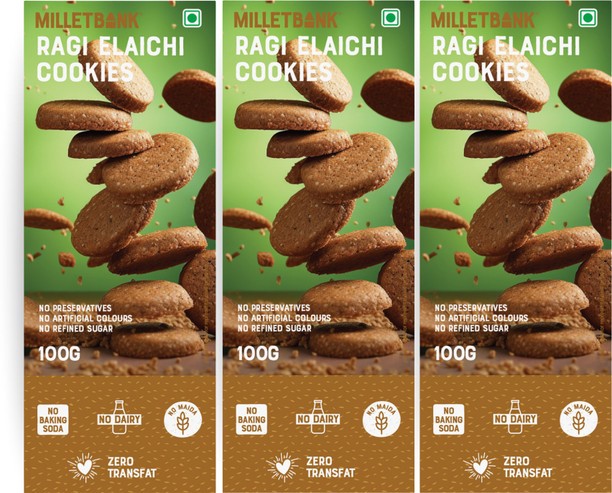 MILLETBANK
RAGI ELAICHI
COOKIES
NO PRESERVATIVES
NO ARTIFICIAL COLOURS
NO REFINED SUGAR
100G
NO
BAKING
SODA
NO DAIRY
NO MAIDA
ZERO
TRANSFAT
MILLETBANK
RAGI ELAICHI
COOKIES
NO PRESERVATIVES
NO ARTIFICIAL COLOURS
NO REFINED SUGAR
100G
NO
BAKING
SODA
NO DAIRY
NO MAIDA
ZERO
TRANSFAT
MILLETBANK
RAGI ELAICHI
COOKIES
NO PRESERVATIVES
NO ARTIFICIAL COLOURS
NO REFINED SUGAR
100G
NO
BAKING
SODA
NO DAIRY
NO MAIDA
ZERO
TRANSFAT